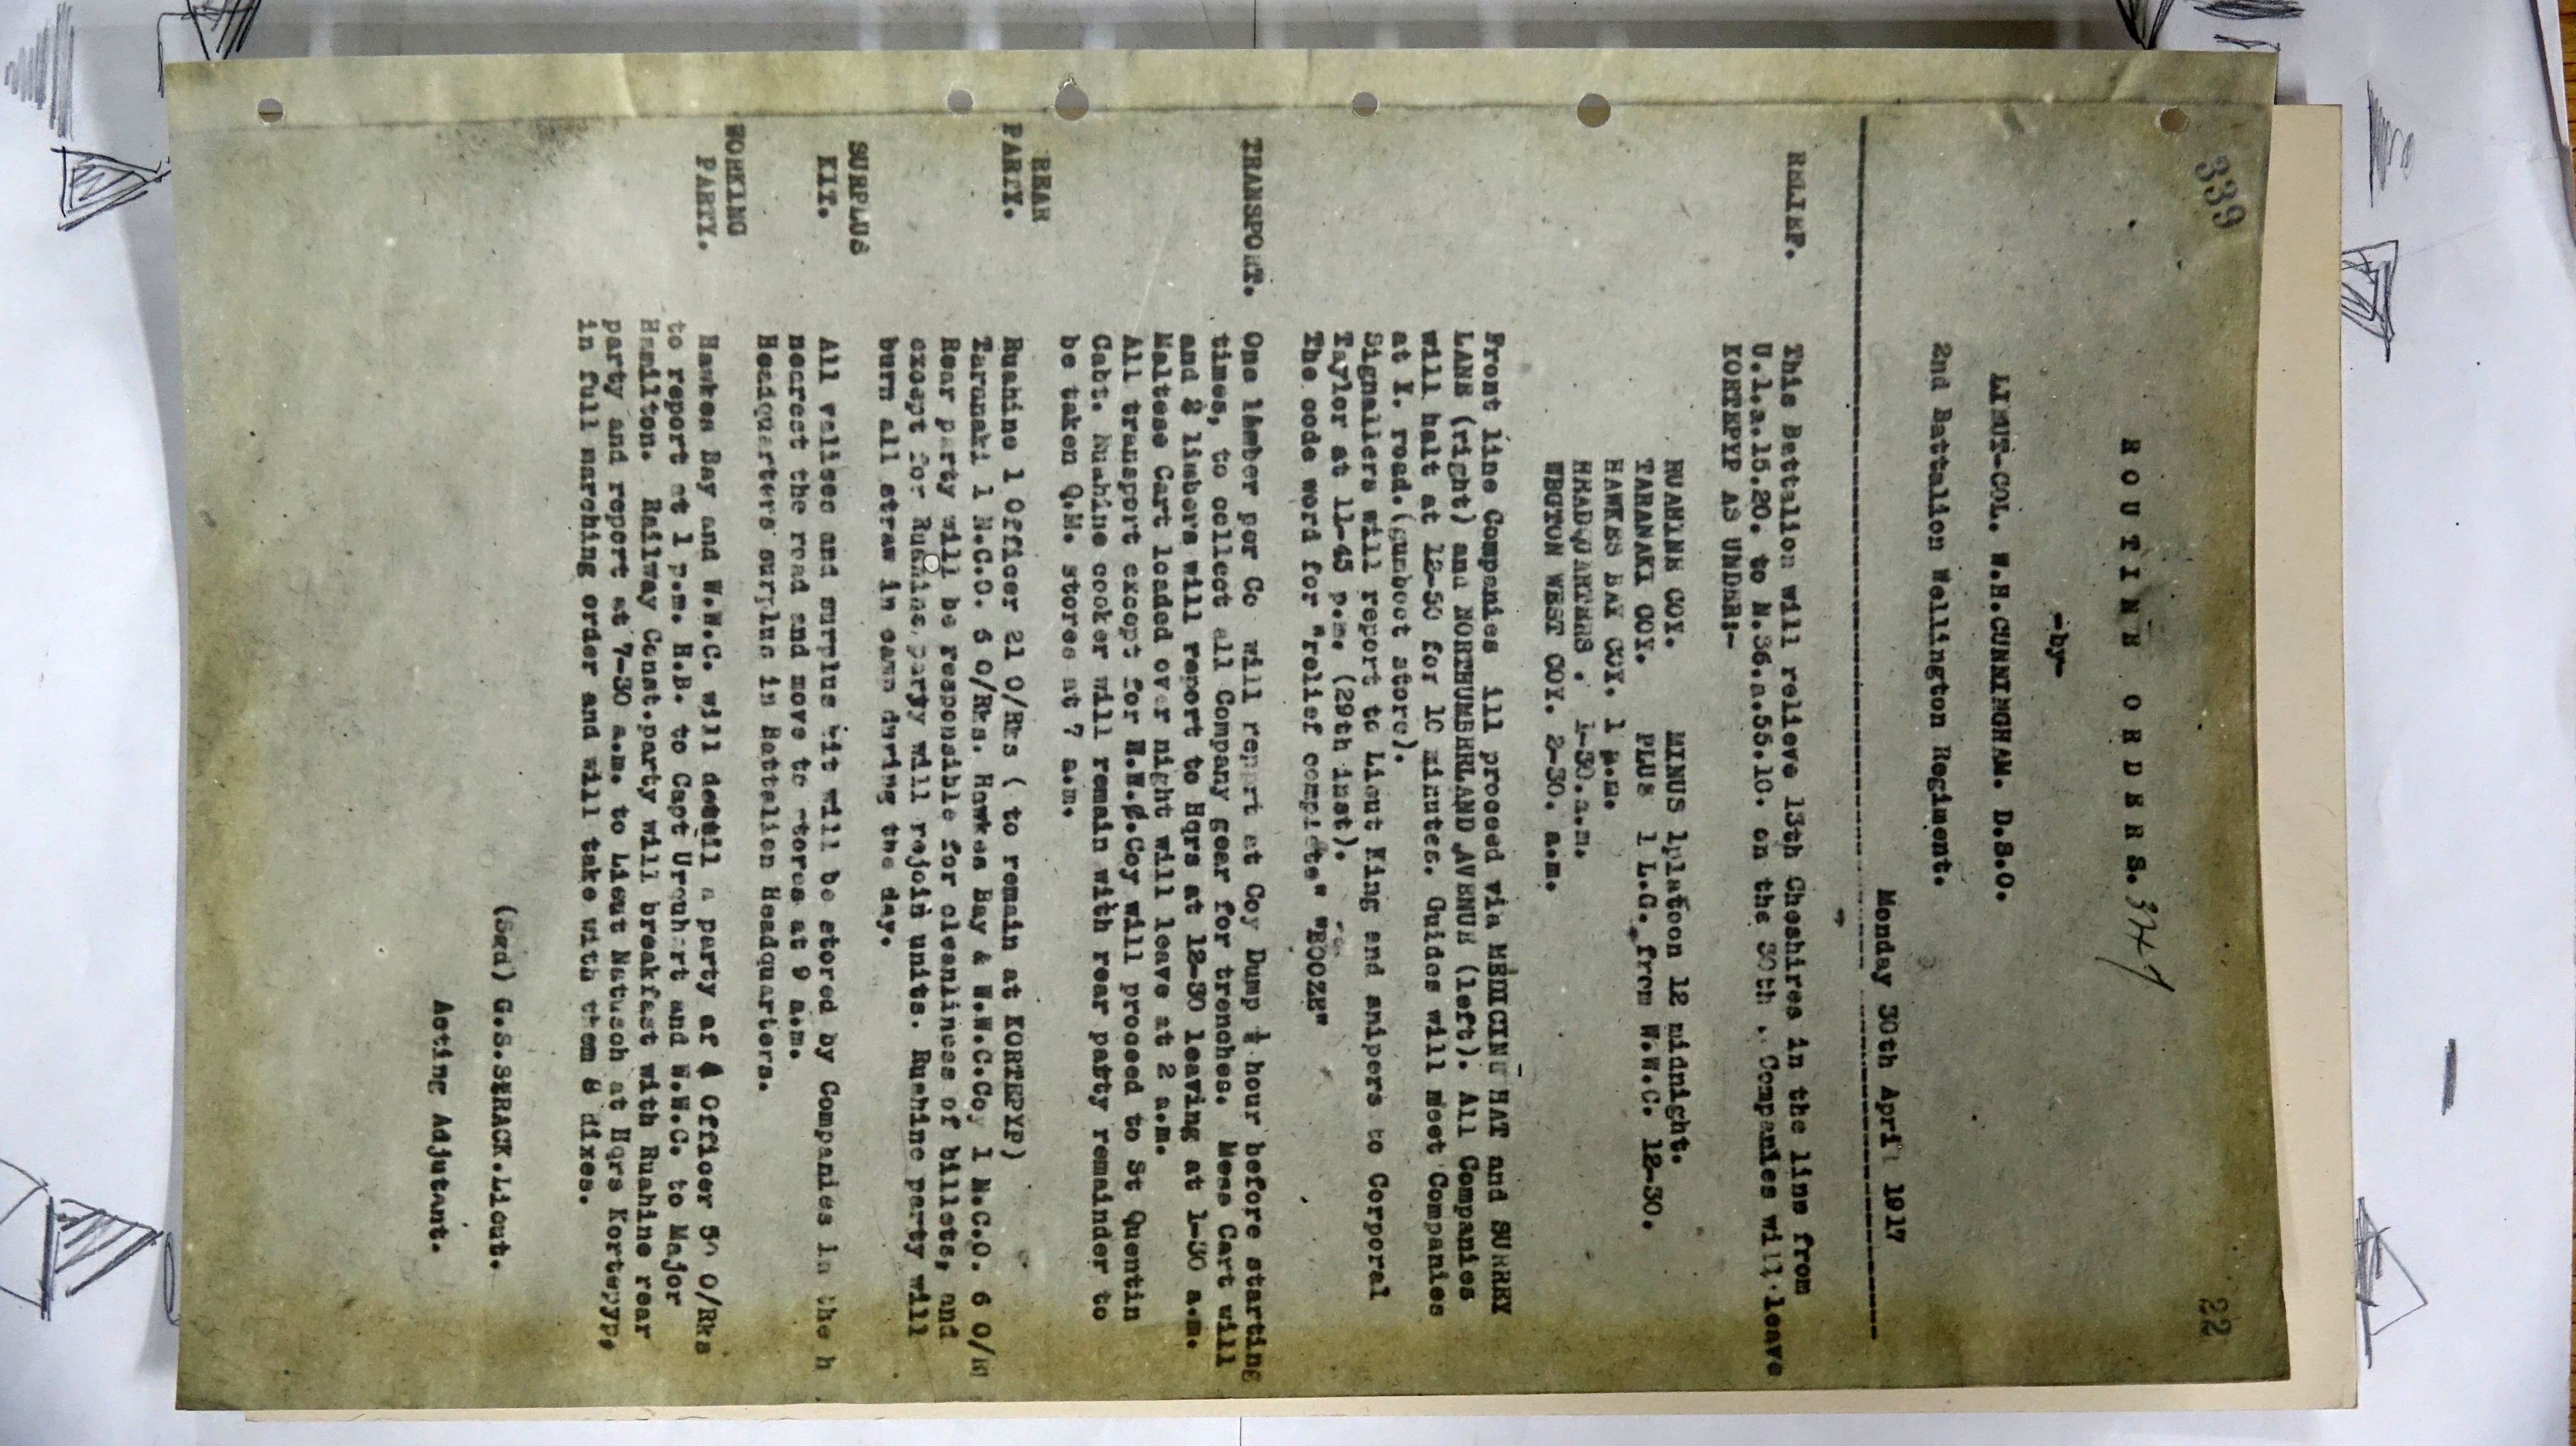 339
22
ROUTINE ORDERS. 349
-by-
LIEUT-COL. W.H.CUNNINGHAM. D.S.O.
2nd Battalion Wellington Regiment.
Monday 30th April 1917
RELIEF. This Battalion will relieve 13th Cheshires in the line from
U.1.a.15.20. to N.36.a.55.10. on the 30th . Companies will leave
KORTEPYP AS UNDER:-
RUAHINE COY. MINUS 1platoon 12 midnight.
TARANAKI COY. PLUS 1 L.G. from W.W.C. 12-30.
HAWKES BAY COY. 1 a.m.
HEADQUARTERS . 1-30.a.m.
WEGTON WEST COY. 2-30. a.m.
Front line Companies ill proceed via MEDICINE HAT and SURREY
LANE (right) and NORTHUMBERLAND AVENUE (left). All Companies
will halt at 12-50 for 10 minutes. Guides will meet Companies
at X. road.(gumboot store).
Signallers will report to Lieut King and snipers to Corporal
Taylor at 11-45 p.m. (29th inst).
The code word for "relief complete" "BOOZE"
TRANSPORT. One limber per Co will report at Coy Dump ½ hour before starting
times, to collect all Company gear for trenches. Mess Cart will
and 2 limbers will report to Hqrs at 12-30 leaving at 1-30 a.m.
Maltese Cart loaded over night will leave at 2 a.m.
All transport except for W.W.C.Coy will proceed to St Quentin
Cabt. Ruahine cooker will remain with rear party remainder to
be taken Q.M. stores at 7 a.m.
REAR
PARTY. Ruahine 1 Officer 21 O/Rks ( to remain at KORTEPYP)
Taranaki 1 N.C.O. 6 O/Rks. Hawkes Bay & W.W.C.Coy 1 N.C.O. 6 O/R
Rear party will be responsible for cleanliness of billets, and
except for Ruahine party will rejoin units. Ruahine party will
burn all straw in camp during the day.
SURPLUS
KIT. All valises and surplus kit will be stored by Companies in the h
nearest the road and move to stores at 9 a.m.
Headquarters surplus in Battalion Headquarters.
WORKING
PARTY. Hawkes Bay and W.W.C. will detail a party of Officer 50 O/Rks
to report at 1 p.m. H.B. to Capt Urquhart and W.W.C. to Major
Hamilton. Railway Const.party will breakfast with Ruahine rear
party and report at 7-30 a.m. to Lieut Natusch at Hqrs Kortepyp,
in full marching order and will take with them 8 dixes.
(Sgd) G.S.STRACK.Lieut.
Acting Adjutant.